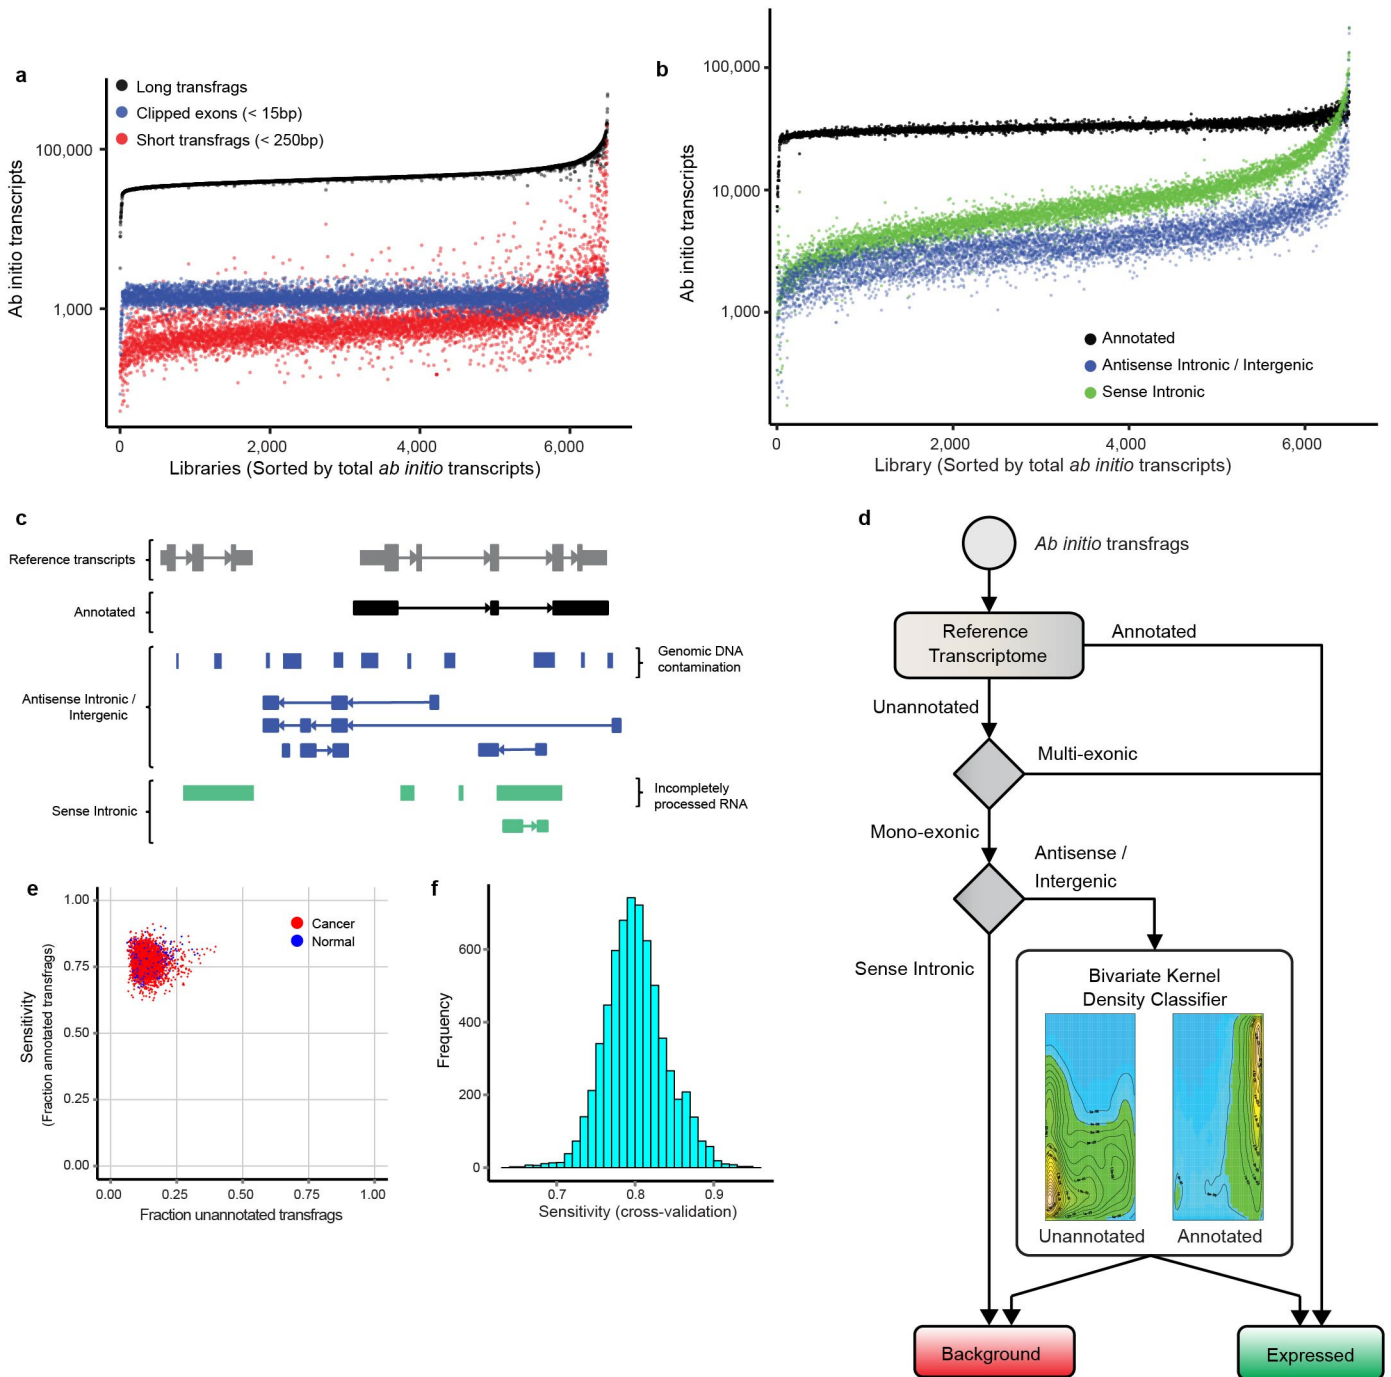 a
Long transfrags
Clipped exons (< 15bp)
Short transfrags (< 250bp)
Ab initio transcripts
100,000
1,000
0
2,000
4,000
6,000
Libraries (Sorted by total ab initio transcripts)
b
Ab initio transcripts
100,000
10,000
1,000
Annotated
Antisense Intronic / Intergenic
Sense Intronic
0
2,000
4,000
6,000
Library (Sorted by total ab initio transcripts)
c
Reference transcripts
Annotated
Antisense Intronic /
Intergenic
Sense Intronic
Genomic DNA
contamination
Incompletely
processed RNA
d
Ab initio transfrags
Reference
Transcriptome
Annotated
Unannotated
Multi-exonic
Mono-exonic
Antisense /
Intergenic
Sense Intronic
Bivariate Kernel
Density Classifier
Unannotated
Annotated
Background
Expressed
e
Sensitivity
(Fraction annotated transfrags)
1.00
0.75
0.50
0.25
0.00
Cancer
Normal
0.00
0.25
0.50
0.75
1.00
Fraction unannotated transfrags
f
Frequency
600
400
200
0
0.7
0.8
0.9
Sensitivity (cross-validation)